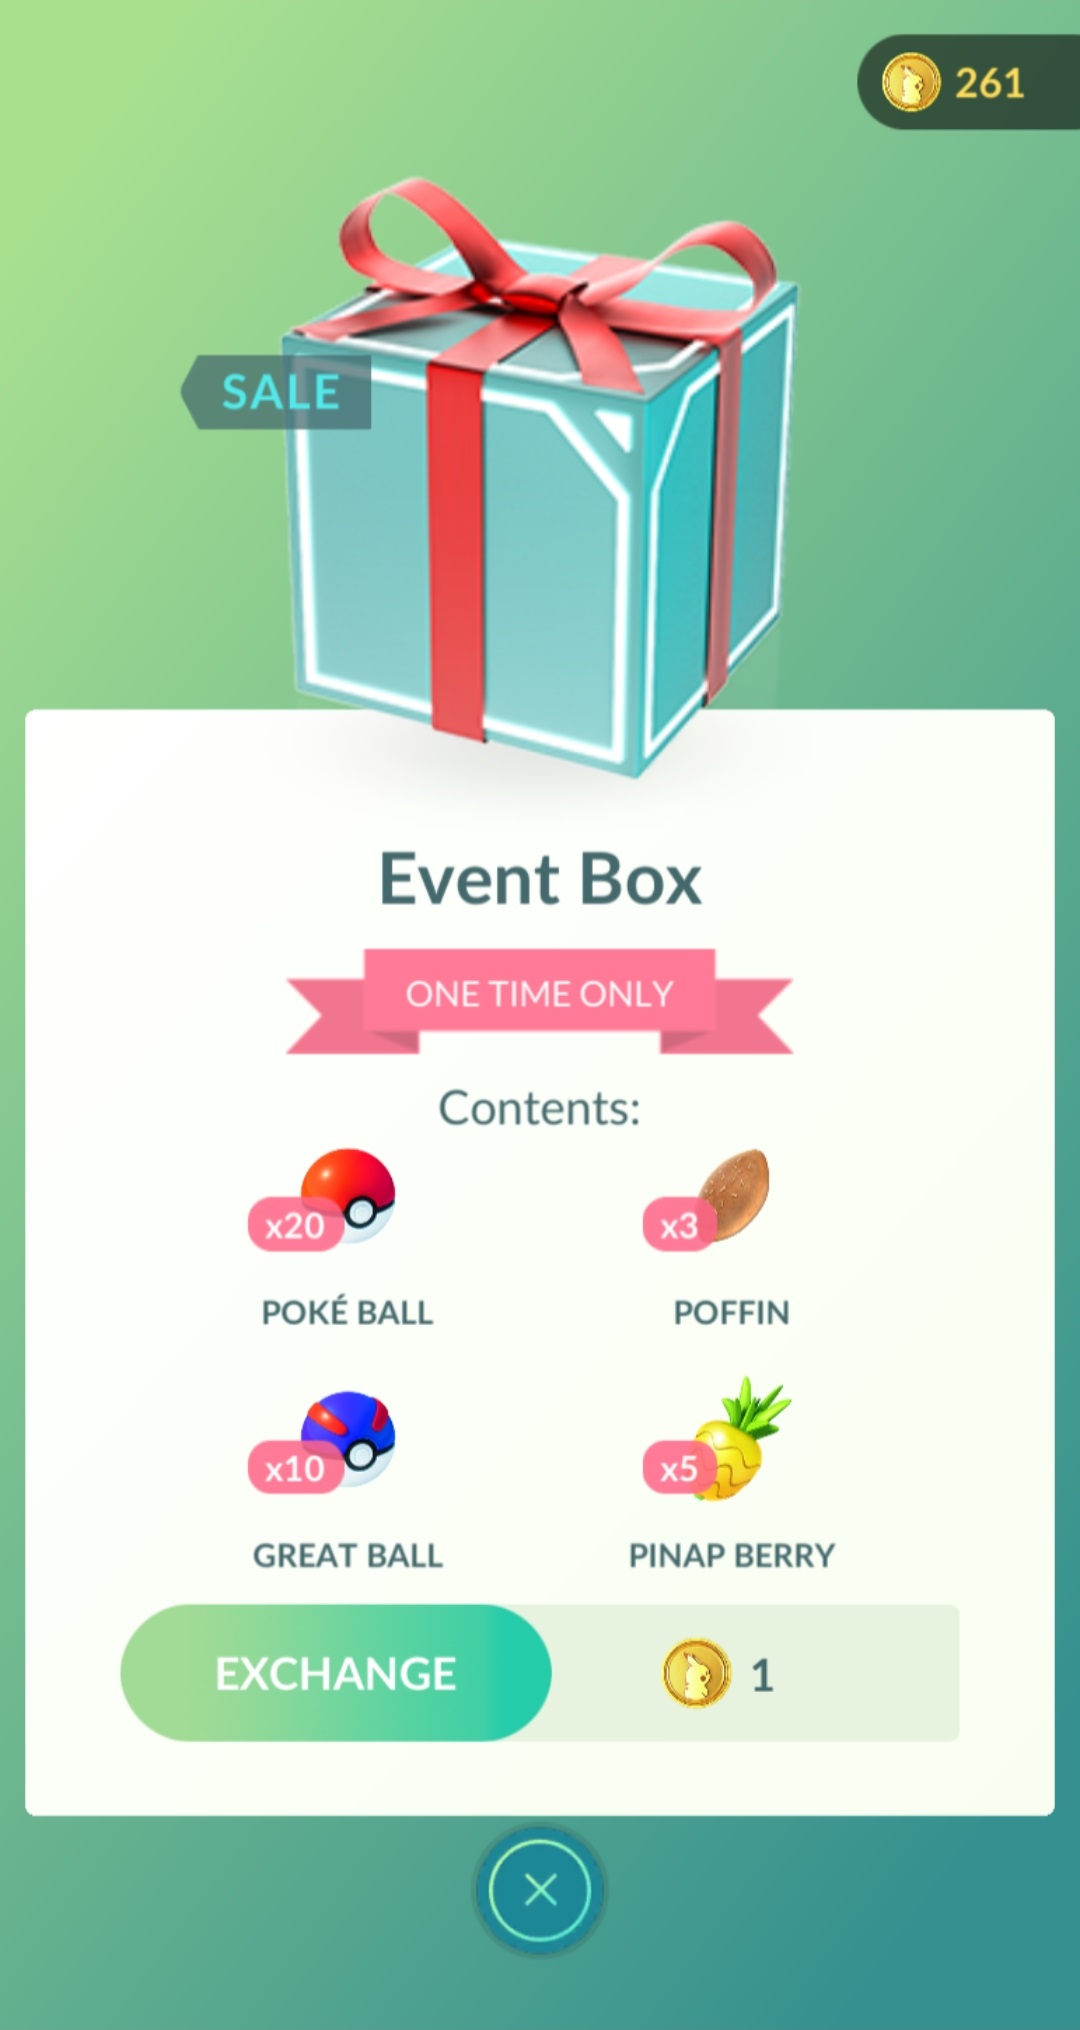 261
SALE
Event Box
ONE TIME ONLY
Contents:
x20
x3
POKÉ BALL
POFFIN
x10
x5
GREAT BALL
PINAP BERRY
EXCHANGE
1